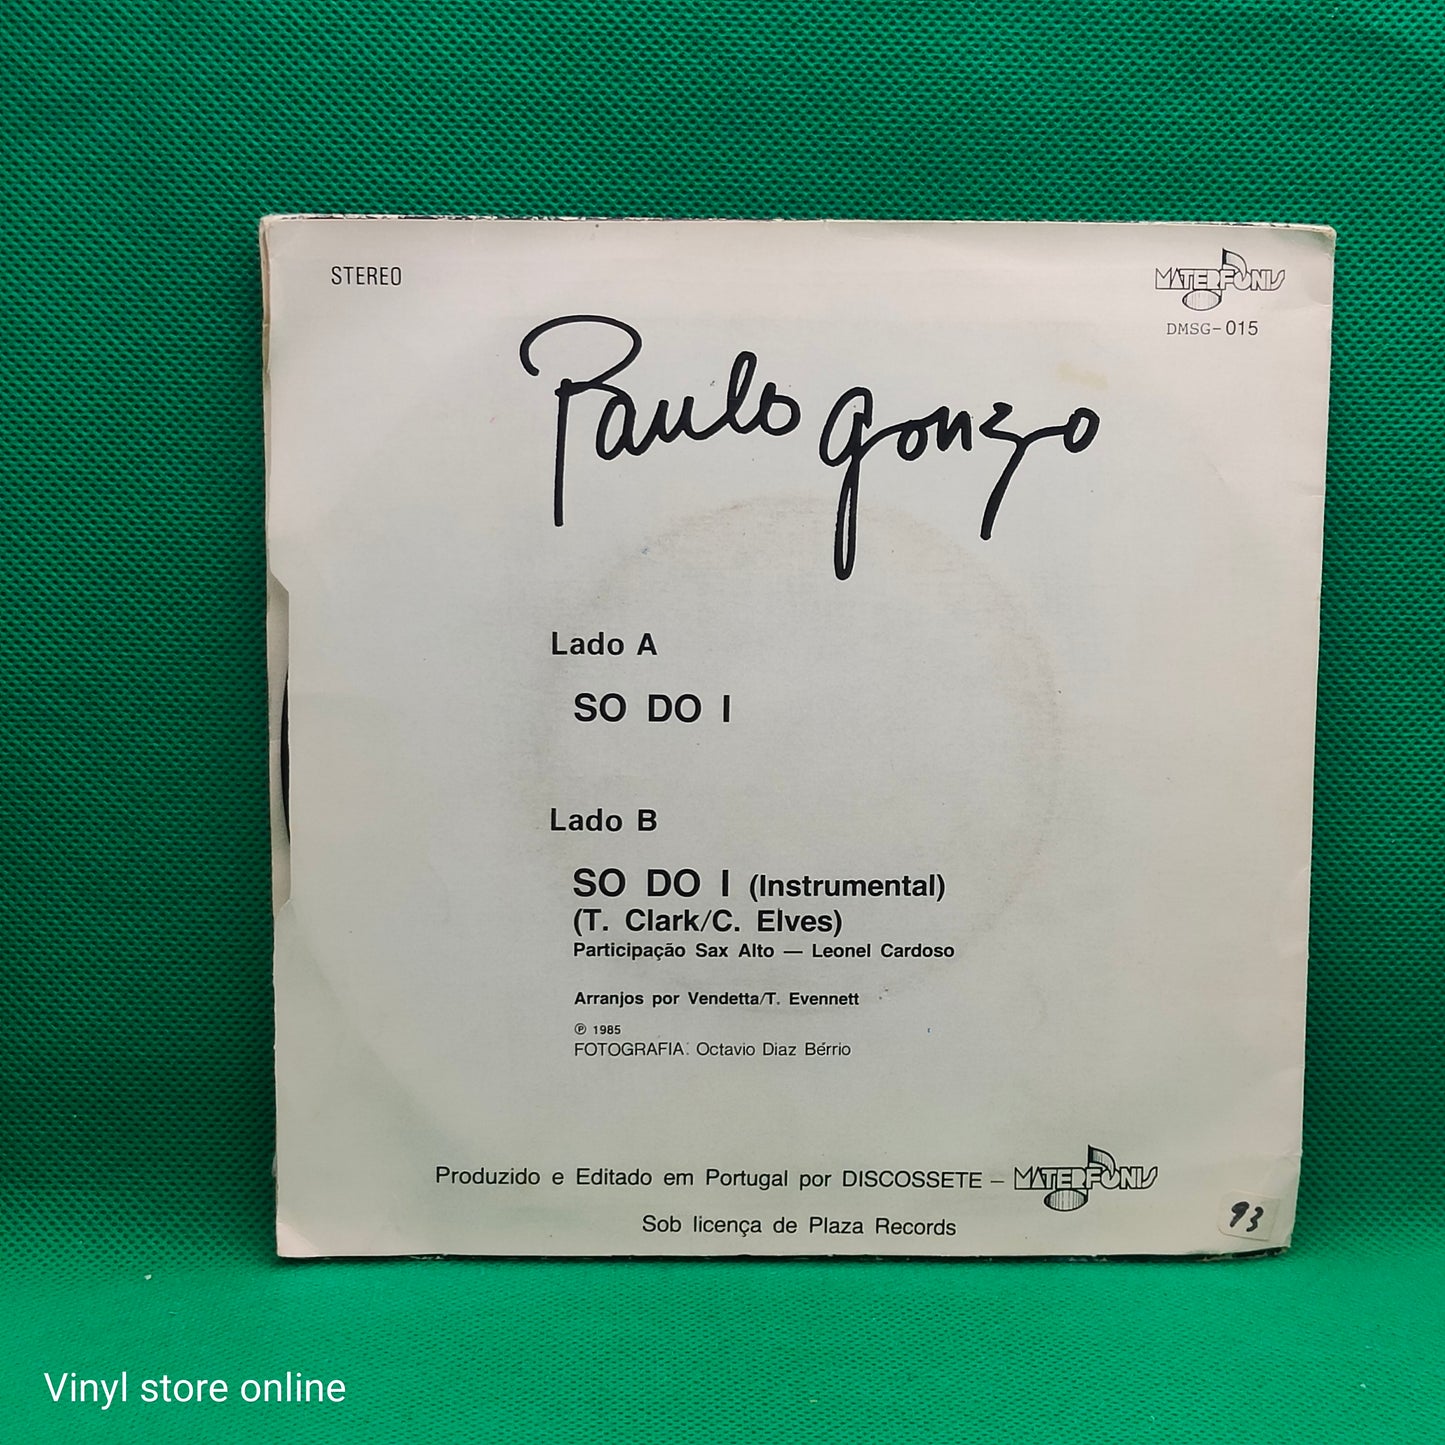 STEREO
MATERFONIS
DMSG-015
Paulo gonzo
Lado A
SO DO I
Lado B
SO DO I (Instrumental)
(T. Clark/C. Elves)
Participação Sax Alto — Leonel Cardoso
Arranjos por Vendetta/T. Evennett
℗ 1985
FOTOGRAFIA: Octavio Diaz Bérrio
Produzido e Editado em Portugal por DISCOSSETE – MATERFONIS
Sob licença de Plaza Records
93
Vinyl store online